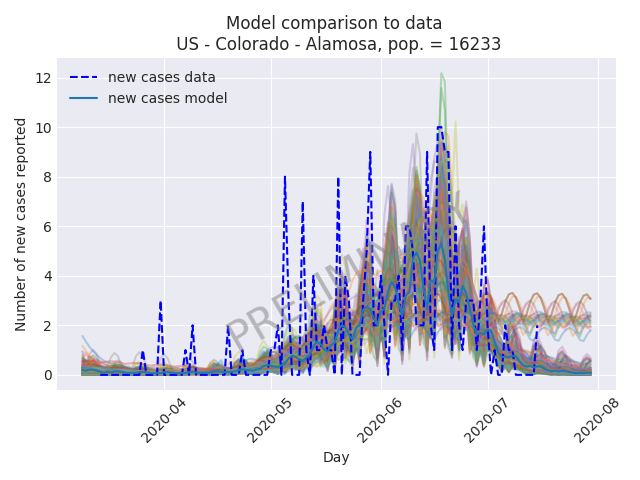 Model comparison to data
US - Colorado - Alamosa, pop. = 16233
12
10
8
6
4
2
0
Number of new cases reported
new cases data
new cases model
2020-04
2020-05
2020-06
2020-07
2020-08
Day